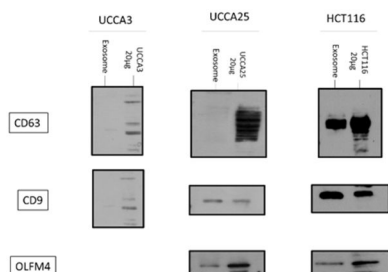 UCCA3
UCCA25
HCT116
Exosome
UCCA3
20µg
Exosome
UCCA25
20µg
Exosome
HCT116
20µg
CD63
CD9
OLFM4